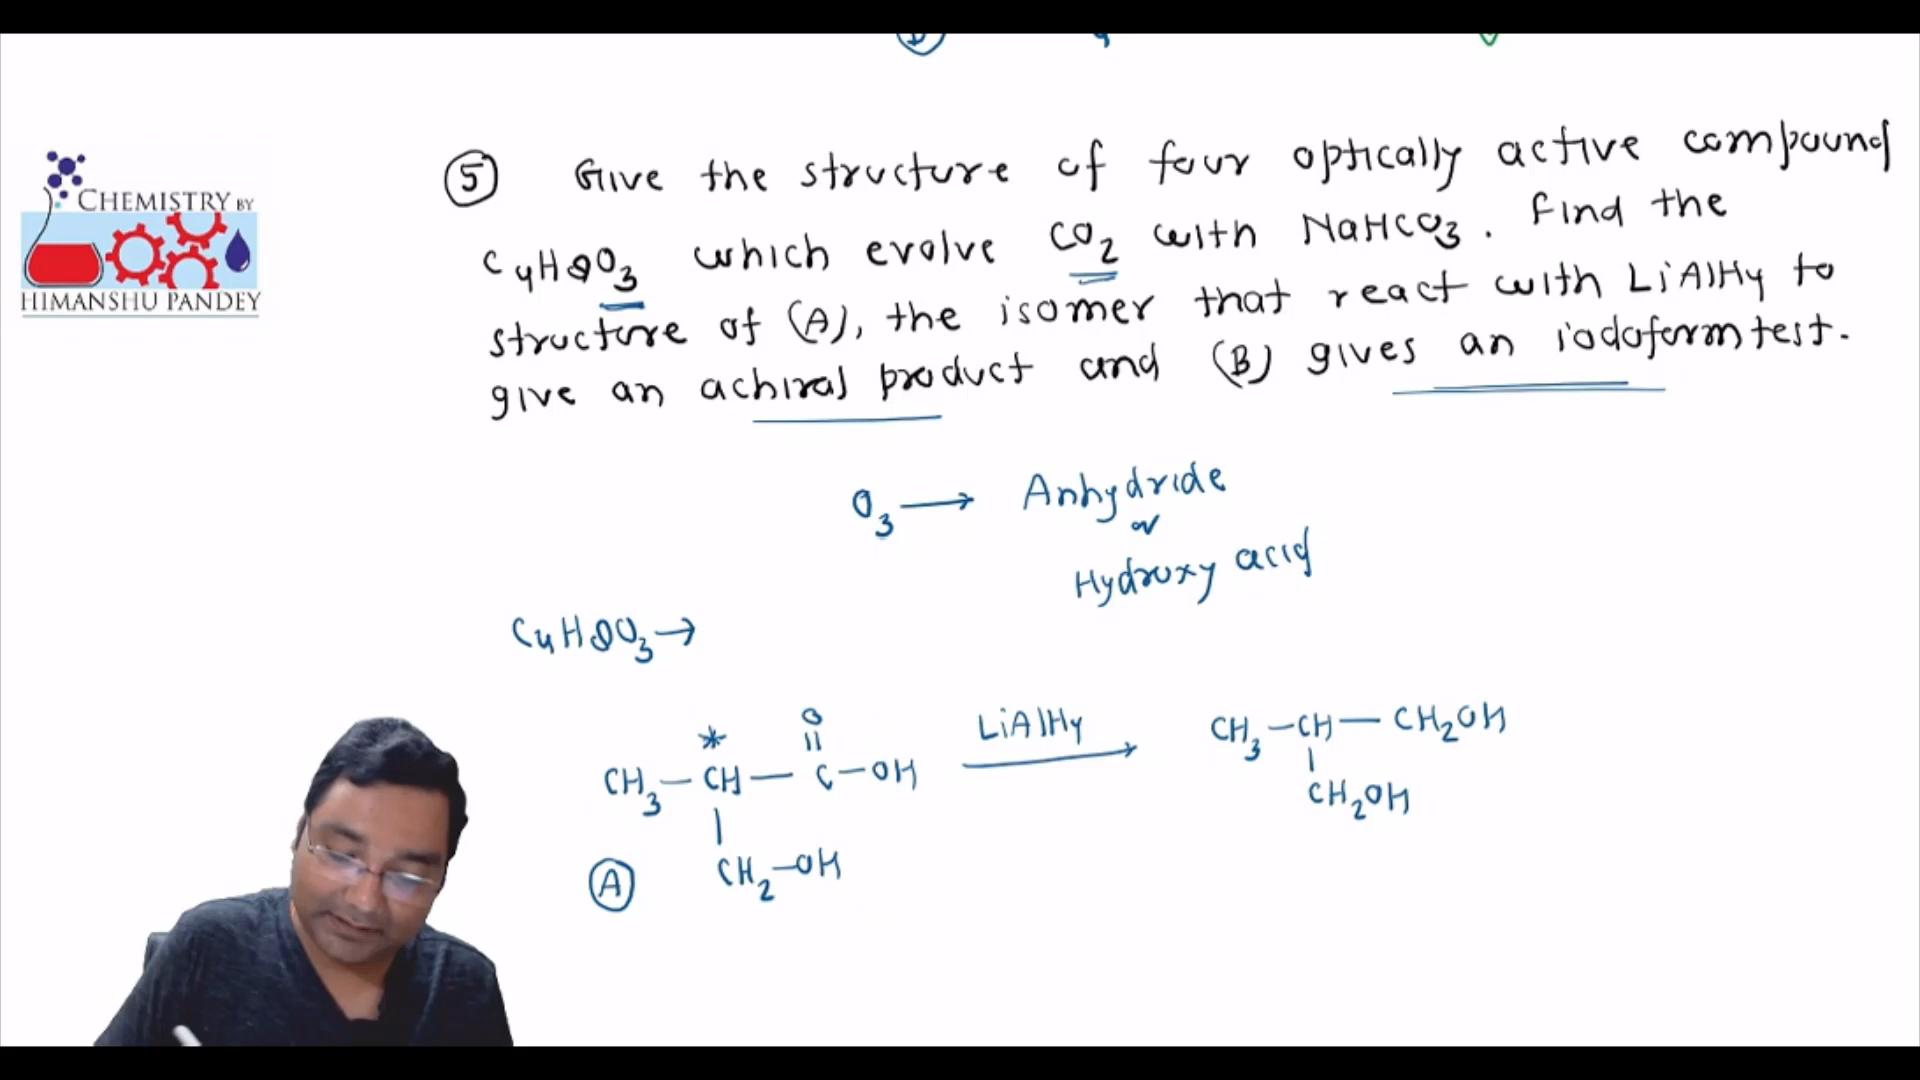 CHEMISTRY BY
HIMANSHU PANDEY
⑤ Give the structure of four optically active compound
C4H8O3 which evolve CO2 with NaHCO3. Find the
structure of (A), the isomer that react with LiAlH4 to
give an achiral product and (B) gives an iodoform test.
O3 → Anhydride
or
Hydroxy acid
C4H8O3 →
* O
||
CH3 – CH — C – OH
|
CH2 – OH
Ⓐ
LiAlH4
→
CH3 – CH — CH2OH
|
CH2OH